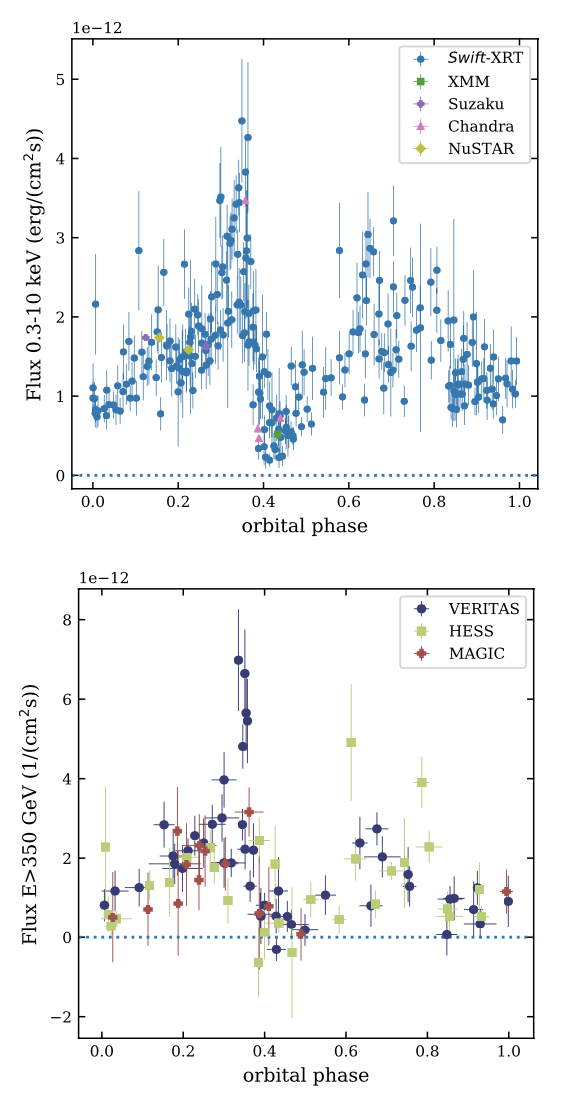 1e−12
Flux 0.3-10 keV (erg/(cm²s))
5
4
3
2
1
0
Swift-XRT
XMM
Suzaku
Chandra
NuSTAR
0.0 0.2 0.4 0.6 0.8 1.0
orbital phase
1e−12
Flux E>350 GeV (1/(cm²s))
8
6
4
2
0
−2
VERITAS
HESS
MAGIC
0.0 0.2 0.4 0.6 0.8 1.0
orbital phase